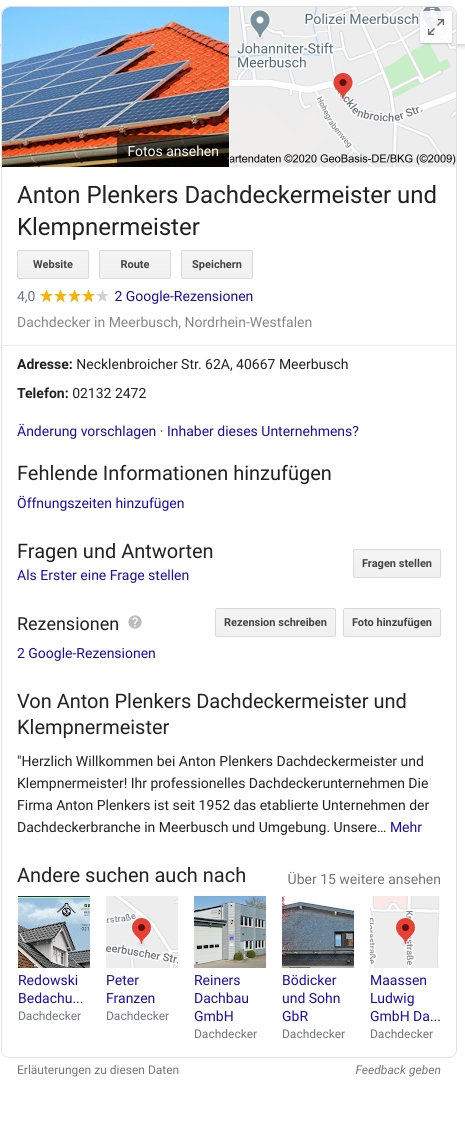 Polizei Meerbusch
Johanniter-Stift
Meerbusch
cklenbroicher Str.
Hohegrabenweg
Fotos ansehen
artendaten ©2020 GeoBasis-DE/BKG (©2009)
Anton Plenkers Dachdeckermeister und
Klempnermeister
Website Route Speichern
4,0 2 Google-Rezensionen
Dachdecker in Meerbusch, Nordrhein-Westfalen
Adresse: Necklenbroicher Str. 62A, 40667 Meerbusch
Telefon: 02132 2472
Änderung vorschlagen · Inhaber dieses Unternehmens?
Fehlende Informationen hinzufügen
Öffnungszeiten hinzufügen
Fragen und Antworten
Als Erster eine Frage stellen
Fragen stellen
Rezensionen ?
Rezension schreiben Foto hinzufügen
2 Google-Rezensionen
Von Anton Plenkers Dachdeckermeister und
Klempnermeister
"Herzlich Willkommen bei Anton Plenkers Dachdeckermeister und
Klempnermeister! Ihr professionelles Dachdeckerunternehmen Die
Firma Anton Plenkers ist seit 1952 das etablierte Unternehmen der
Dachdeckerbranche in Meerbusch und Umgebung. Unsere… Mehr
Andere suchen auch nach
Über 15 weitere ansehen
rstraße
eerbuscher Str.
Redowski
Bedachu...
Dachdecker
Peter
Franzen
Dachdecker
Reiners
Dachbau
GmbH
Dachdecker
Bödicker
und Sohn
GbR
Dachdecker
Maassen
Ludwig
GmbH Da...
Dachdecker
Erläuterungen zu diesen Daten
Feedback geben